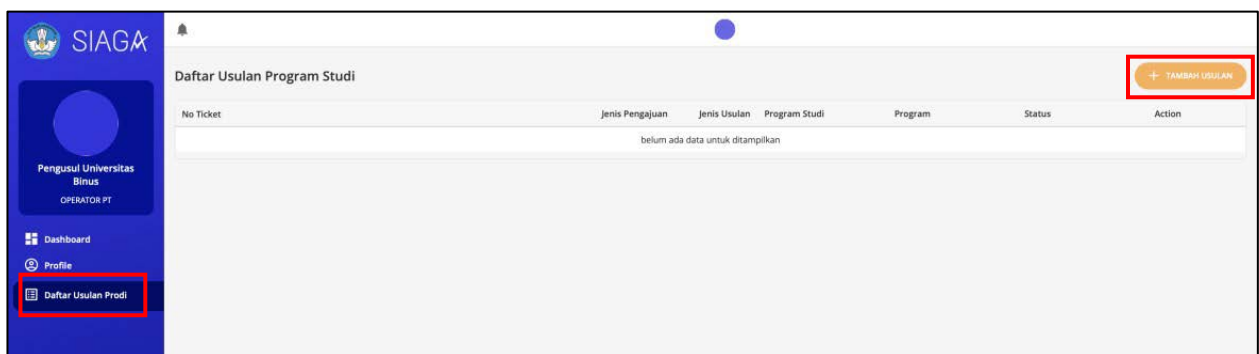 SIAGA
Pengusul Universitas
Binus
OPERATOR PT
Dashboard
Profile
Daftar Usulan Prodi
Daftar Usulan Program Studi
+ TAMBAH USULAN
No Ticket Jenis Pengajuan Jenis Usulan Program Studi Program Status Action
belum ada data untuk ditampilkan